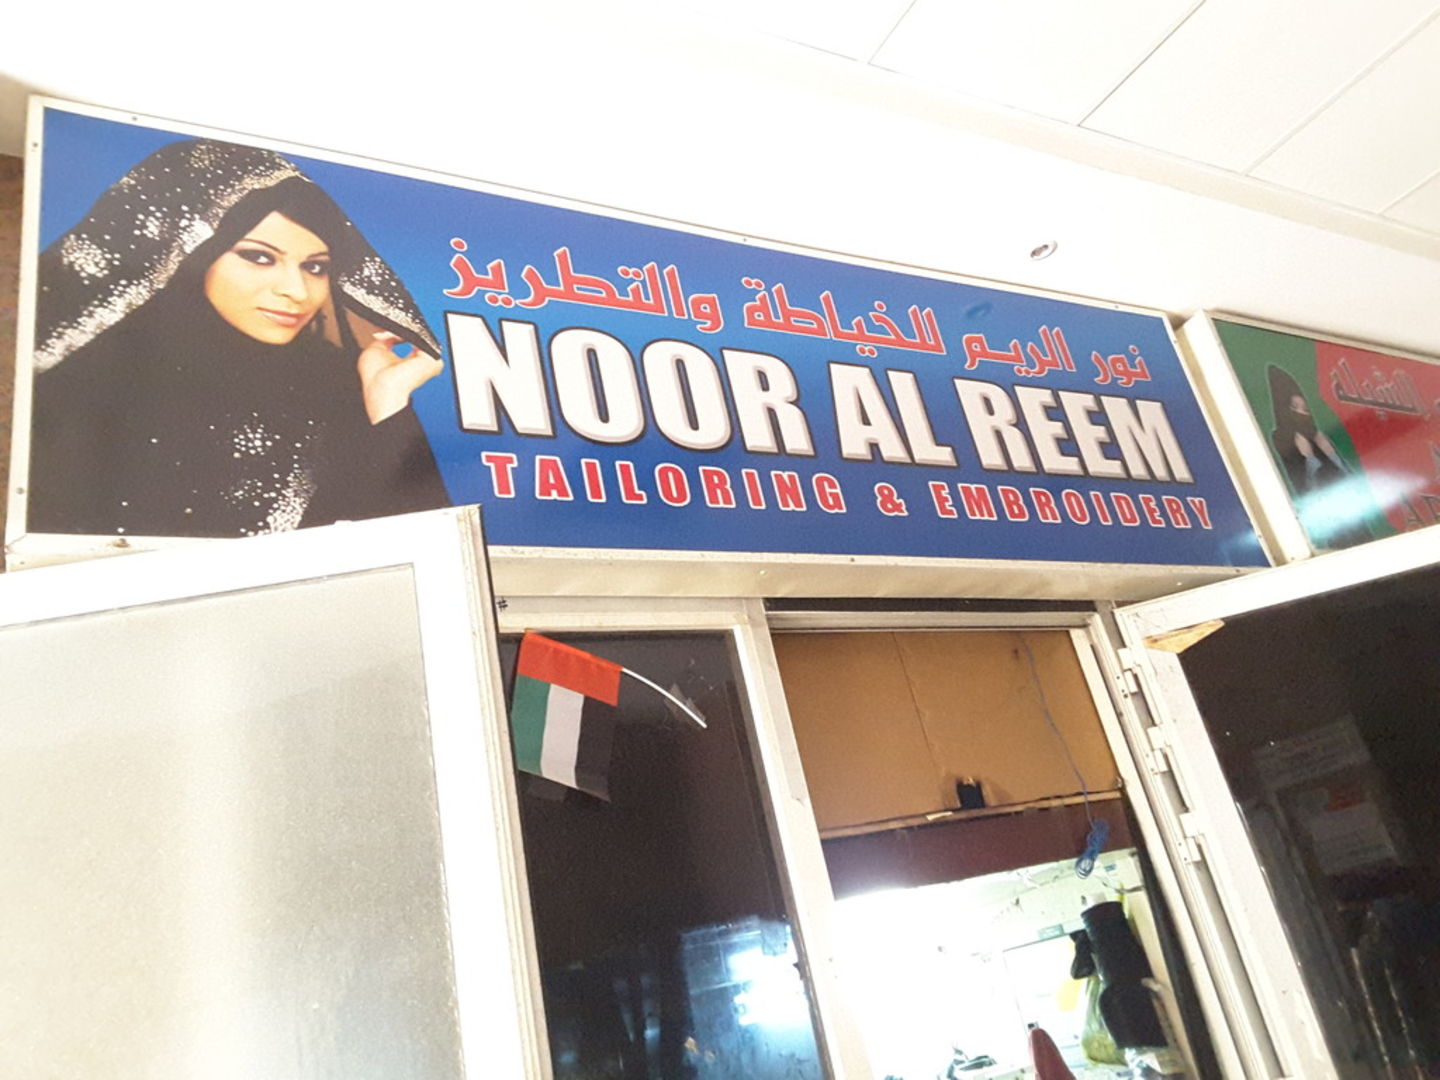 نور الريم للخياطة والتطريز
NOOR AL REEM
TAILORING & EMBROIDERY